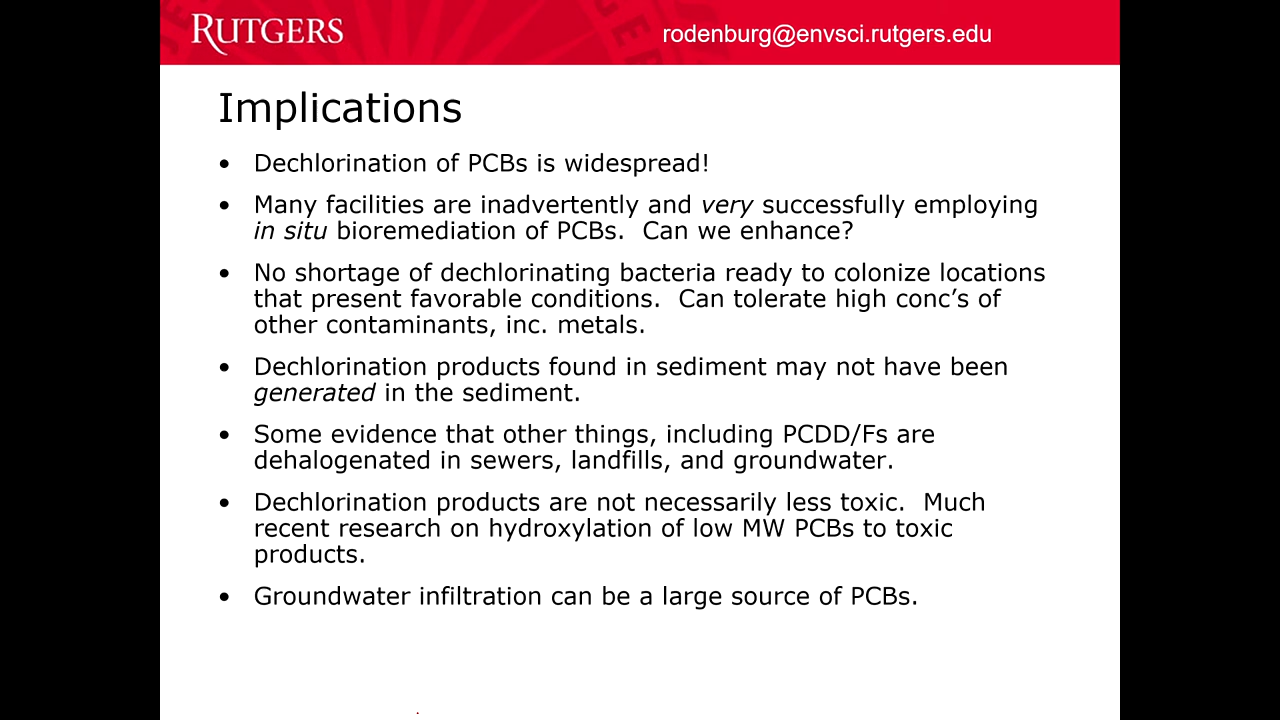 RUTGERS
rodenburg@envsci.rutgers.edu
Implications
• Dechlorination of PCBs is widespread!
• Many facilities are inadvertently and very successfully employing
in situ bioremediation of PCBs.  Can we enhance?
• No shortage of dechlorinating bacteria ready to colonize locations
that present favorable conditions.  Can tolerate high conc’s of
other contaminants, inc. metals.
• Dechlorination products found in sediment may not have been
generated in the sediment.
• Some evidence that other things, including PCDD/Fs are
dehalogenated in sewers, landfills, and groundwater.
• Dechlorination products are not necessarily less toxic.  Much
recent research on hydroxylation of low MW PCBs to toxic
products.
• Groundwater infiltration can be a large source of PCBs.